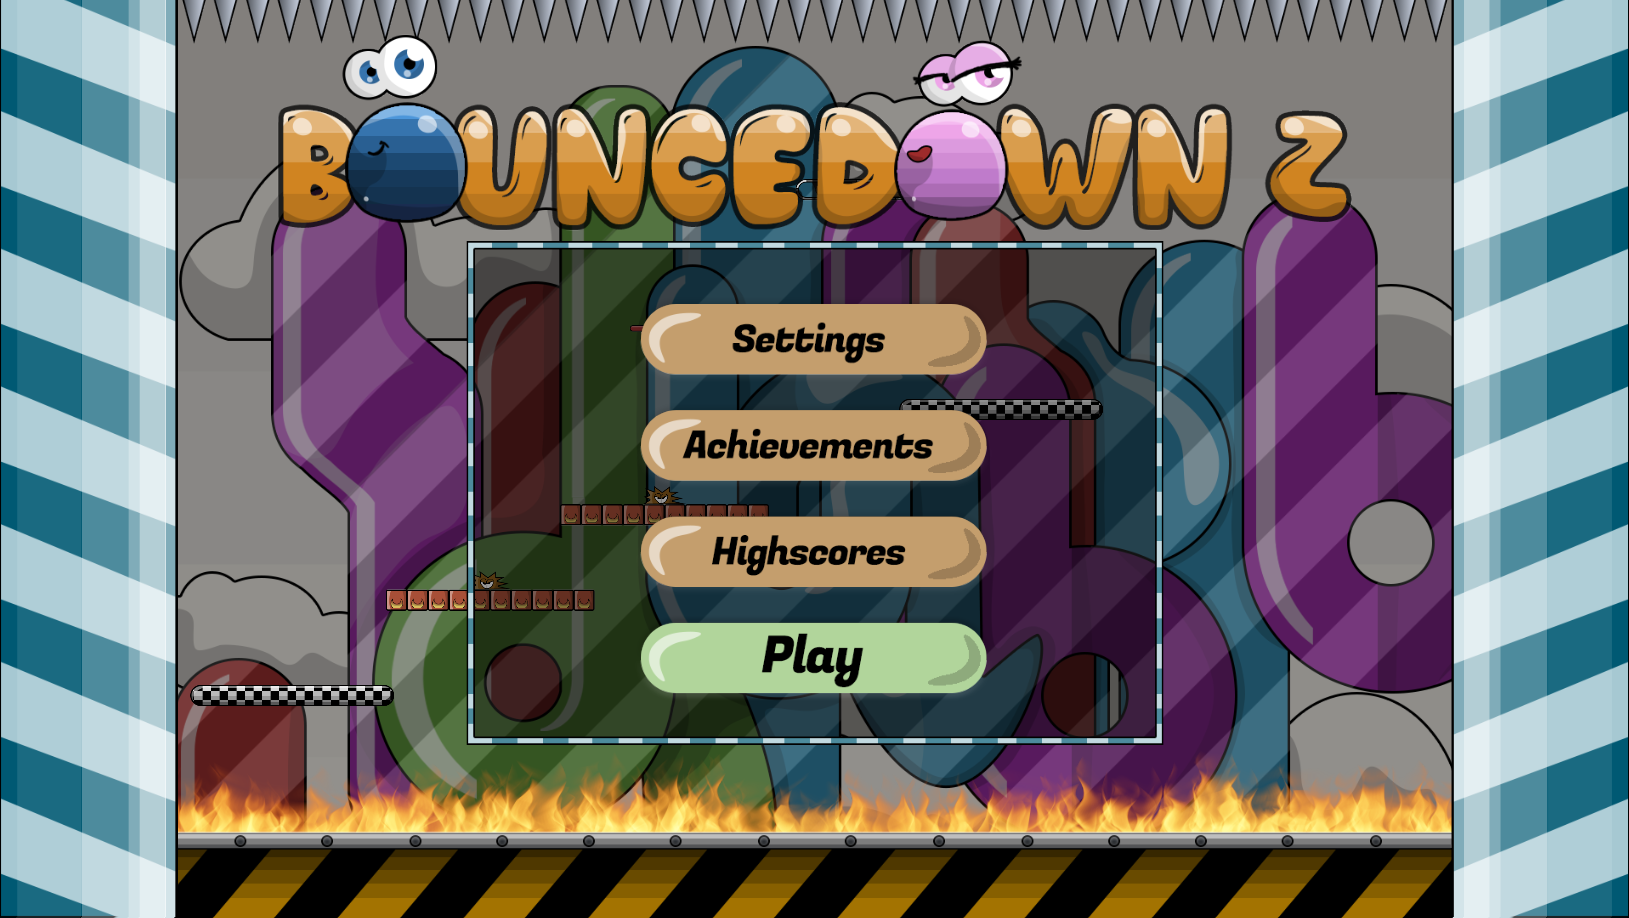 BOUNCEDOWN 2
Settings
Achievements
Highscores
Play